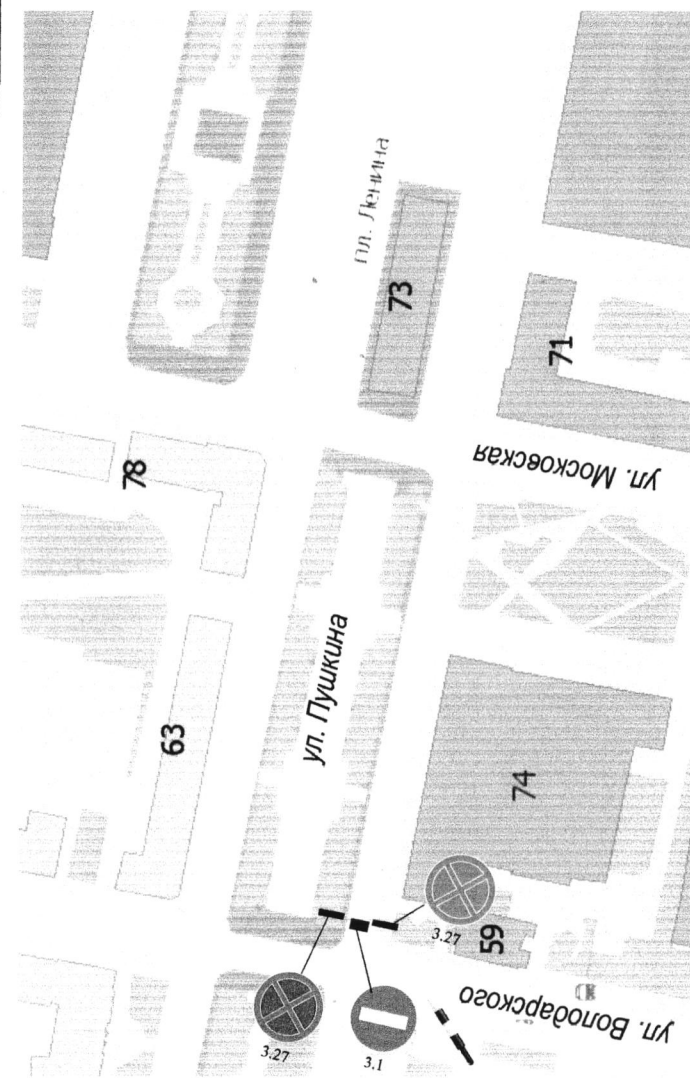 пл. Ленина
73
71
ул. Московская
78
ул. Пушкина
63
74
3.27
59
3.27
3.1
ул. Володарского